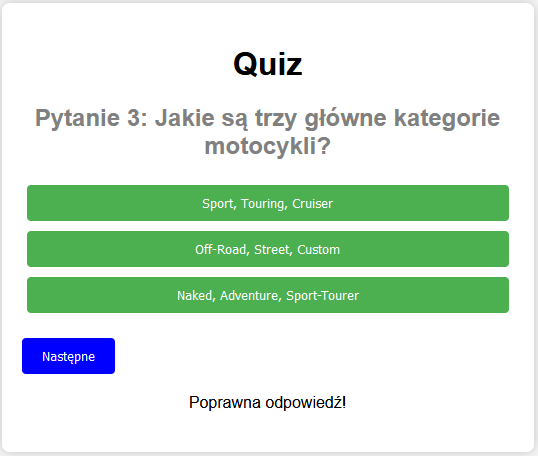 Quiz
Pytanie 3: Jakie są trzy główne kategorie
motocykli?
Sport, Touring, Cruiser
Off-Road, Street, Custom
Naked, Adventure, Sport-Tourer
Następne
Poprawna odpowiedź!